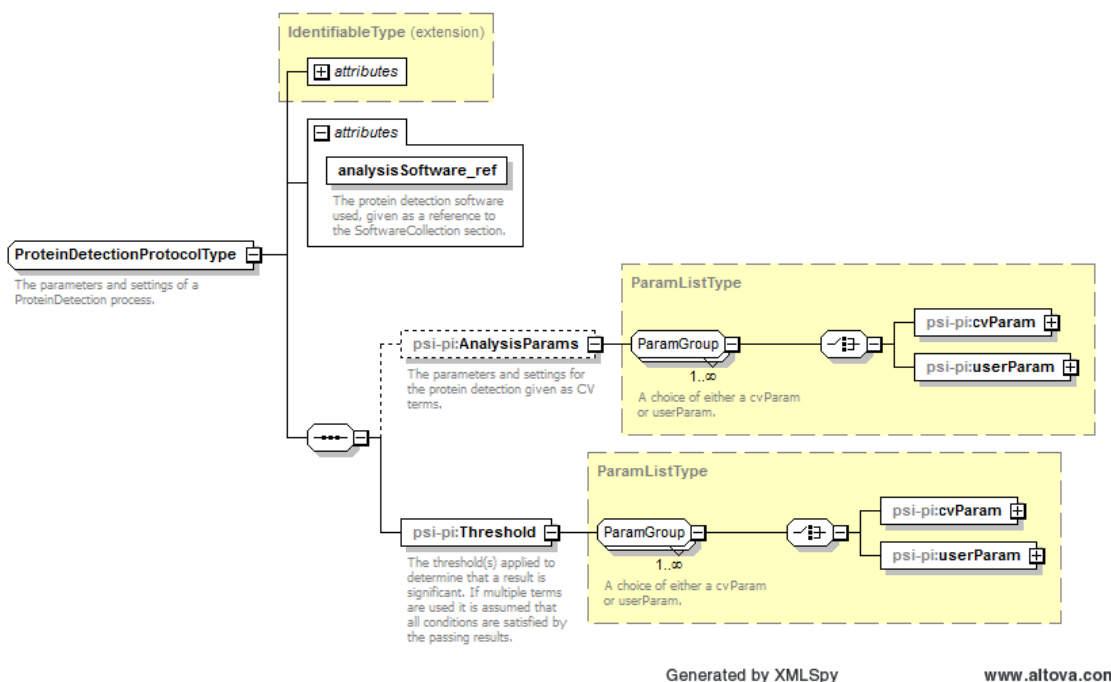 IdentifiableType (extension)
attributes
attributes
analysisSoftware_ref
The protein detection software
used, given as a reference to
the SoftwareCollection section.
ProteinDetectionProtocolType
The parameters and settings of a
ProteinDetection process.
ParamListType
psi-pi:AnalysisParams
The parameters and settings for
the protein detection given as CV
terms.
ParamGroup
1..∞
A choice of either a cvParam
or userParam.
psi-pi:cvParam
psi-pi:userParam
ParamListType
psi-pi:Threshold
The threshold(s) applied to
determine that a result is
significant. If multiple terms
are used it is assumed that
all conditions are satisfied by
the passing results.
ParamGroup
1..∞
A choice of either a cvParam
or userParam.
psi-pi:cvParam
psi-pi:userParam
Generated by XMLSpy
www.altova.com